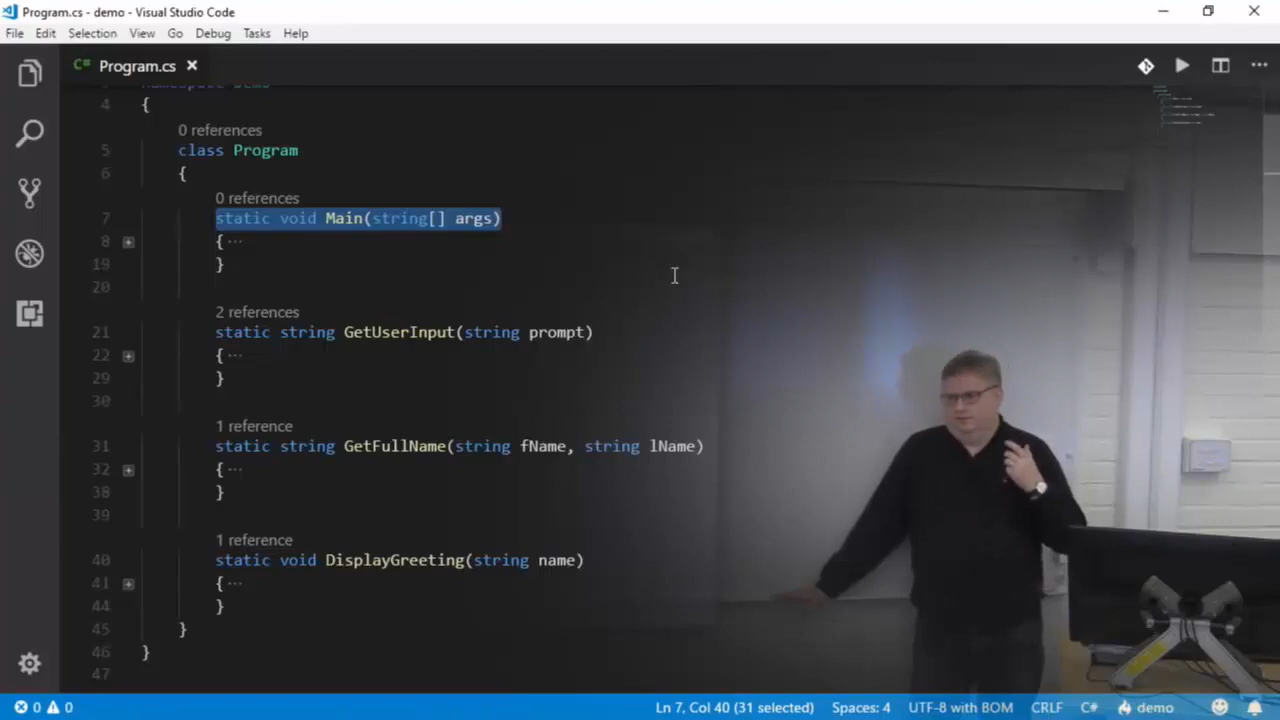 Program.cs - demo - Visual Studio Code
File Edit Selection View Go Debug Tasks Help
C# Program.cs
4 {
0 references
5 class Program
6 {
0 references
7 static void Main(string[] args)
8 { ...
19 }
20
2 references
21 static string GetUserInput(string prompt)
22 { ...
29 }
30
1 reference
31 static string GetFullName(string fName, string lName)
32 { ...
38 }
39
1 reference
40 static void DisplayGreeting(string name)
41 { ...
44 }
45 }
46 }
47
0 0 Ln 7, Col 40 (31 selected) Spaces: 4 UTF-8 with BOM CRLF C# demo